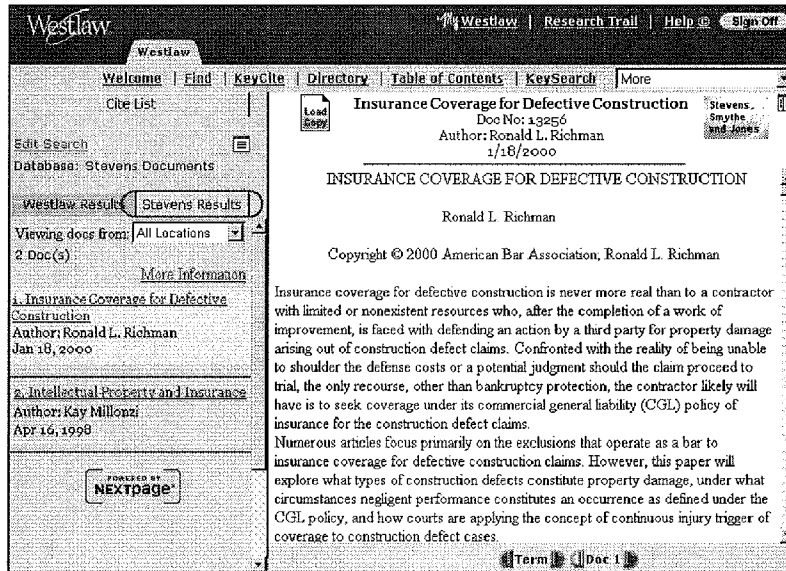 Westlaw
My Westlaw | Research Trail | Help | Sign Off
Westlaw
Welcome | Find | KeyCite | Directory | Table of Contents | KeySearch | More
Cite List
Edit Search
Database: Stevens Documents
Westlaw Results Stevens Results
Viewing docs from: All Locations
2 Doc(s)
More Information
1. Insurance Coverage for Defective
Construction
Author: Ronald L. Richman
Jan 18, 2000
2. Intellectual Property and Insurance
Author: Kay Millonzi
Apr 16, 1998
POWERED BY
NEXTpage
Load
Copy
Insurance Coverage for Defective Construction
Doc No: 13256
Author: Ronald L. Richman
1/18/2000
Stevens,
Smythe
and Jones
INSURANCE COVERAGE FOR DEFECTIVE CONSTRUCTION
Ronald L. Richman
Copyright © 2000 American Bar Association; Ronald L. Richman
Insurance coverage for defective construction is never more real than to a contractor
with limited or nonexistent resources who, after the completion of a work of
improvement, is faced with defending an action by a third party for property damage
arising out of construction defect claims. Confronted with the reality of being unable
to shoulder the defense costs or a potential judgment should the claim proceed to
trial, the only recourse, other than bankruptcy protection, the contractor likely will
have is to seek coverage under its commercial general liability (CGL) policy of
insurance for the construction defect claims.
Numerous articles focus primarily on the exclusions that operate as a bar to
insurance coverage for defective construction claims. However, this paper will
explore what types of construction defects constitute property damage, under what
circumstances negligent performance constitutes an occurrence as defined under the
CGL policy, and how courts are applying the concept of continuous injury trigger of
coverage to construction defect cases.
Term Doc 1